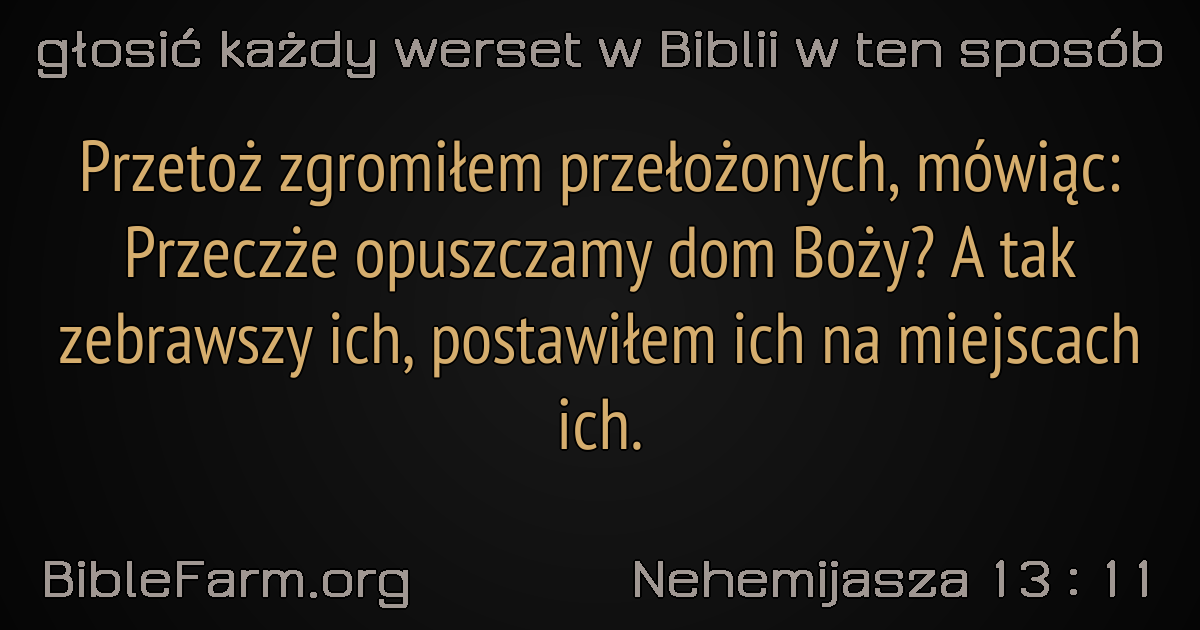 głosić każdy werset w Biblii w ten sposób
Przetoż zgromiłem przełożonych, mówiąc:
Przeczże opuszczamy dom Boży? A tak
zebrawszy ich, postawiłem ich na miejscach
ich.
BibleFarm.org
Nehemijasza 13 : 11